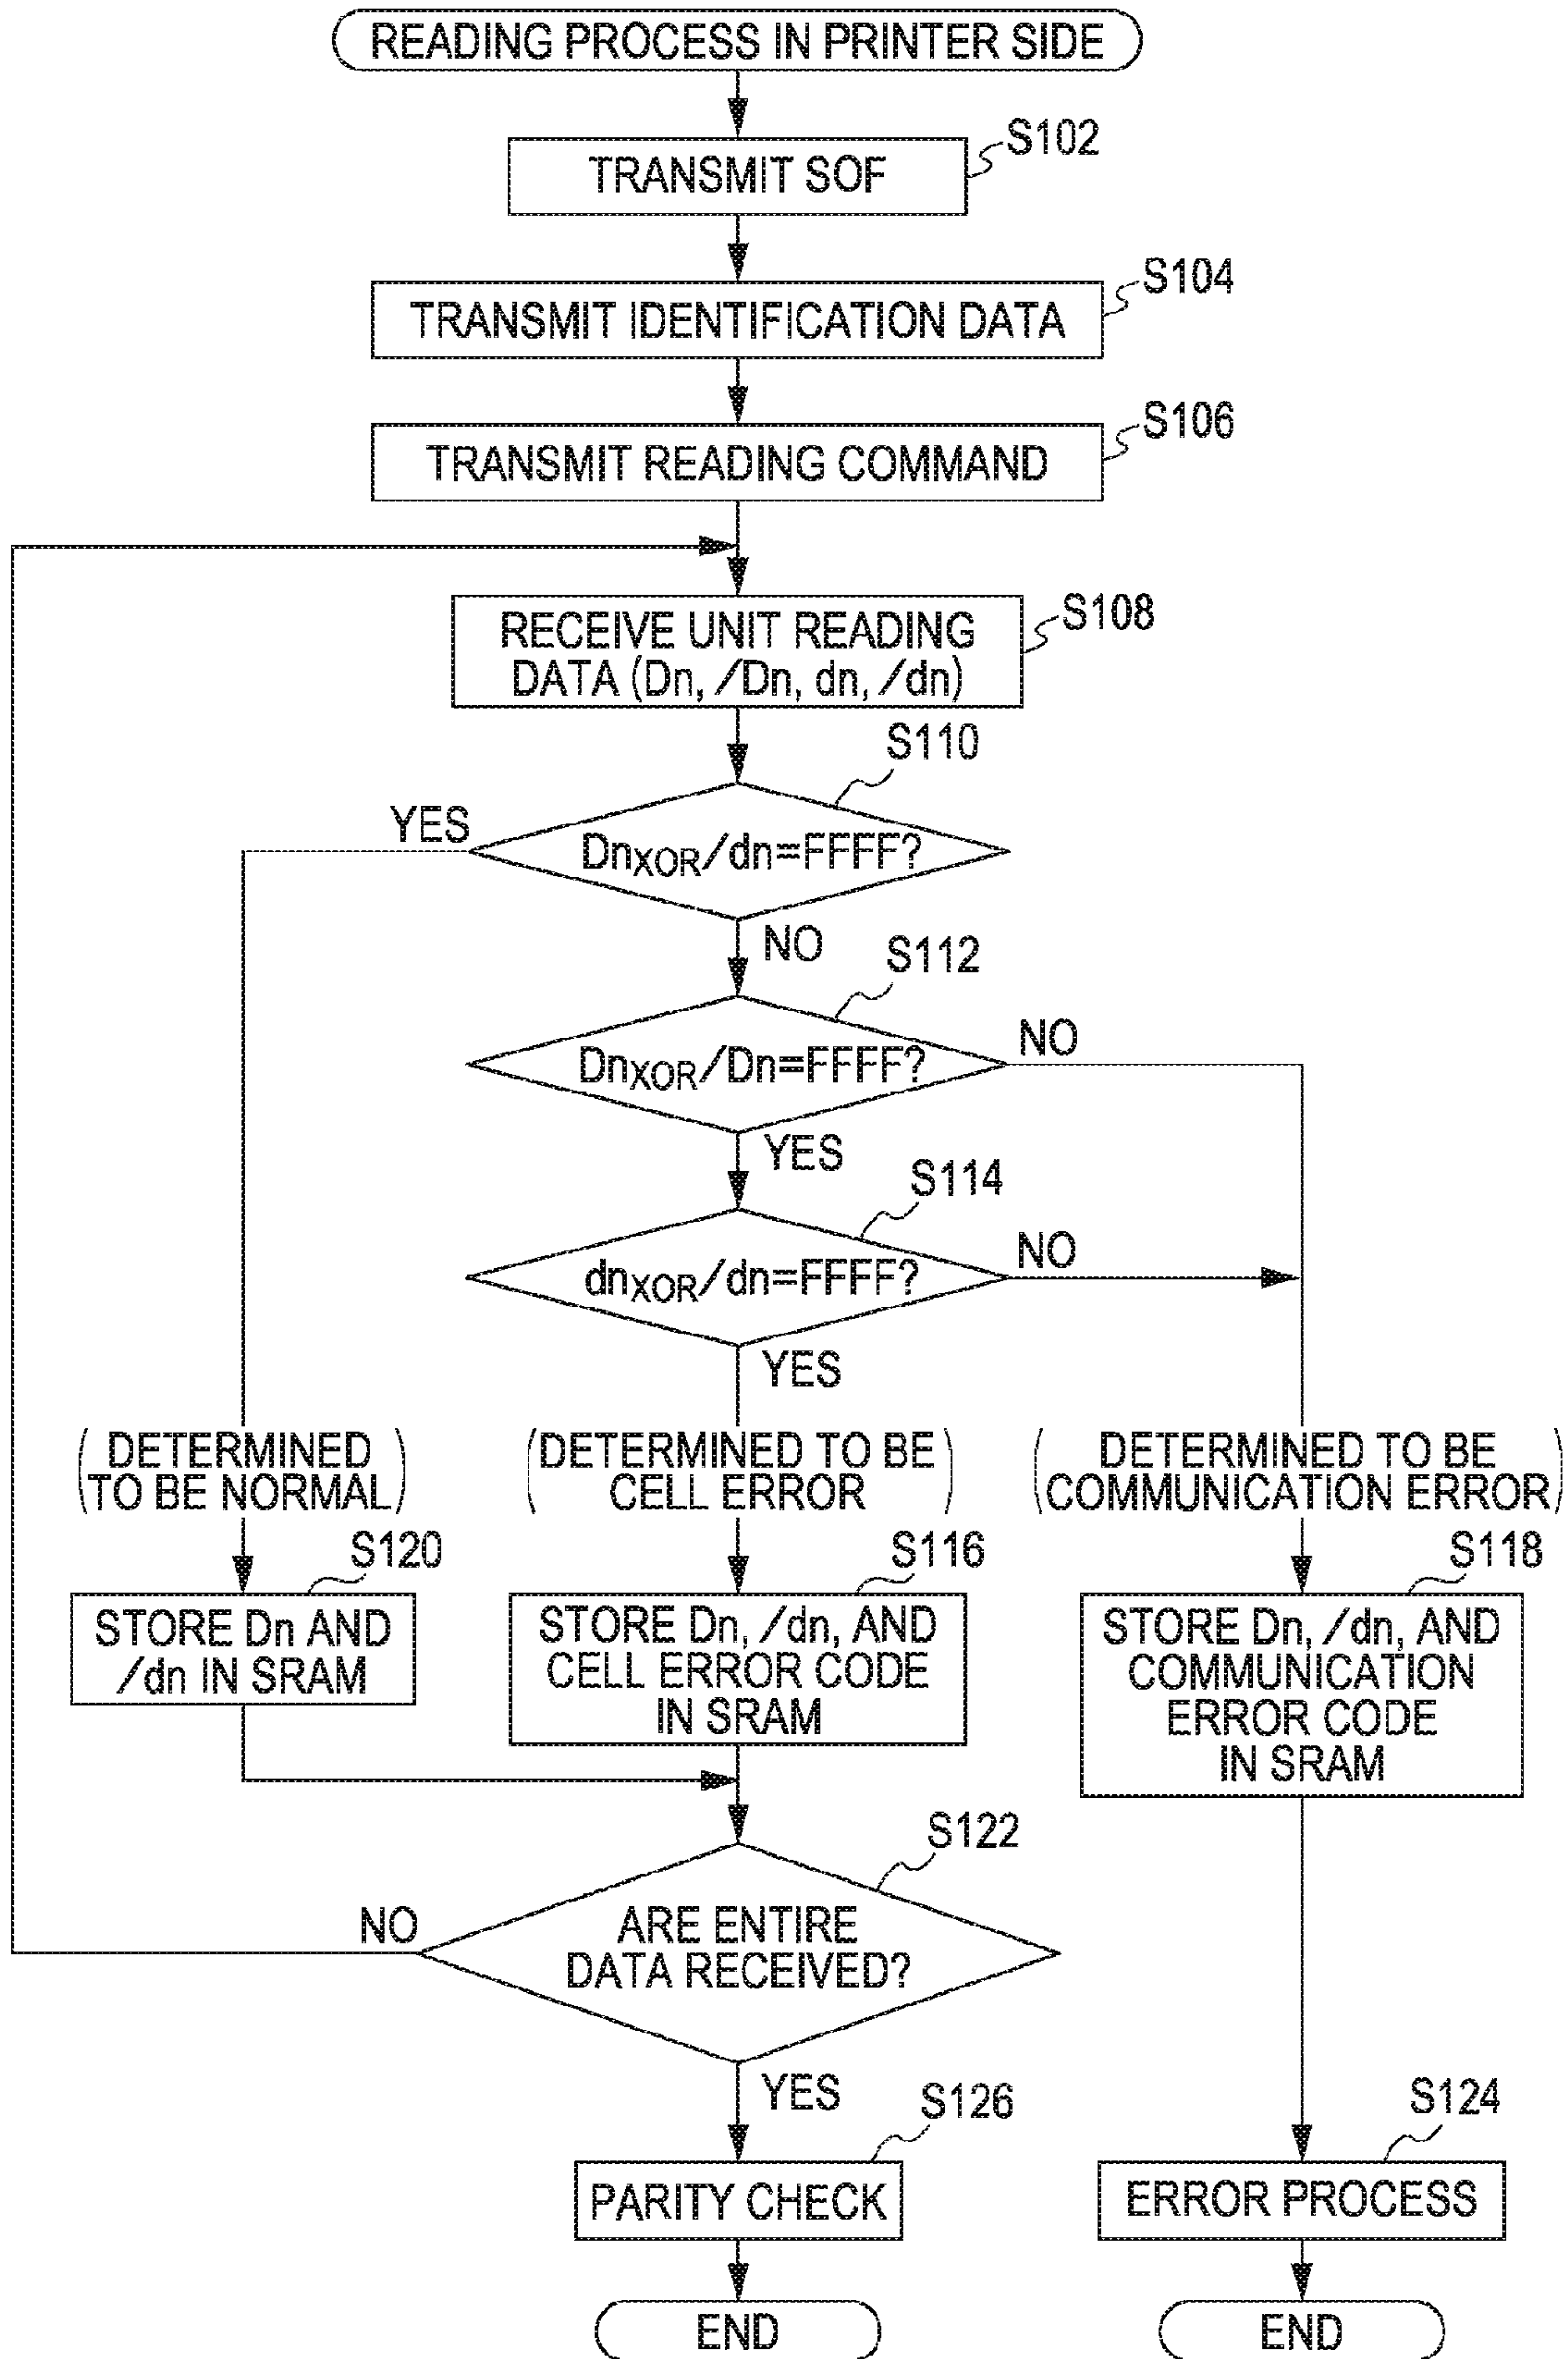 READING PROCESS IN PRINTER SIDE
S102
TRANSMIT SOF
S104
TRANSMIT IDENTIFICATION DATA
S106
TRANSMIT READING COMMAND
S108
RECEIVE UNIT READING
DATA (Dn, /Dn, dn, /dn)
S110
YES
DnXOR/dn=FFFF?
NO
S112
DnXOR/Dn=FFFF?
NO
YES
S114
dnXOR/dn=FFFF?
NO
YES
(DETERMINED
TO BE NORMAL)
(DETERMINED TO BE
CELL ERROR)
(DETERMINED TO BE
COMMUNICATION ERROR)
S120
STORE Dn AND
/dn IN SRAM
S116
STORE Dn, /dn, AND
CELL ERROR CODE
IN SRAM
S118
STORE Dn, /dn, AND
COMMUNICATION
ERROR CODE
IN SRAM
S122
NO
ARE ENTIRE
DATA RECEIVED?
YES
S126
PARITY CHECK
S124
ERROR PROCESS
END
END